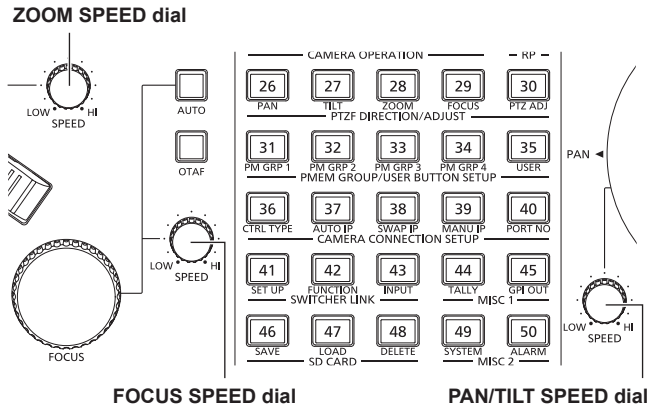 ZOOM SPEED dial
CAMERA OPERATION RP
26 27 28 29 30
PAN TILT ZOOM FOCUS PTZ ADJ
PTZF DIRECTION/ADJUST
LOW HI
SPEED
AUTO
31 32 33 34 35
PM GRP 1 PM GRP 2 PM GRP 3 PM GRP 4 USER
PMEM GROUP/USER BUTTON SETUP
OTAF
PAN
36 37 38 39 40
CTRL TYPE AUTO IP SWAP IP MANU IP PORT NO
CAMERA CONNECTION SETUP
LOW HI
SPEED
41 42 43 44 45
SET UP FUNCTION INPUT TALLY GPI OUT
SWITCHER LINK MISC 1
LOW HI
SPEED
46 47 48 49 50
SAVE LOAD DELETE SYSTEM ALARM
SD CARD MISC 2
FOCUS
FOCUS SPEED dial
PAN/TILT SPEED dial